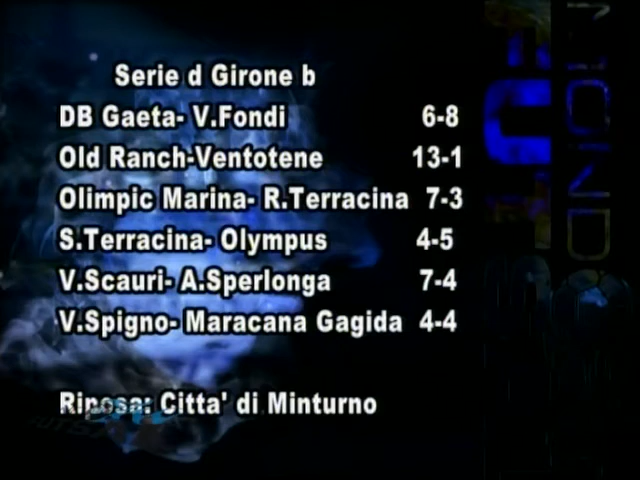 Serie d Girone b
DB Gaeta- V.Fondi 6-8
Old Ranch-Ventotene 13-1
Olimpic Marina- R.Terracina 7-3
S.Terracina- Olympus 4-5
V.Scauri- A.Sperlonga 7-4
V.Spigno- Maracana Gagida 4-4
Riposa: Citta' di Minturno